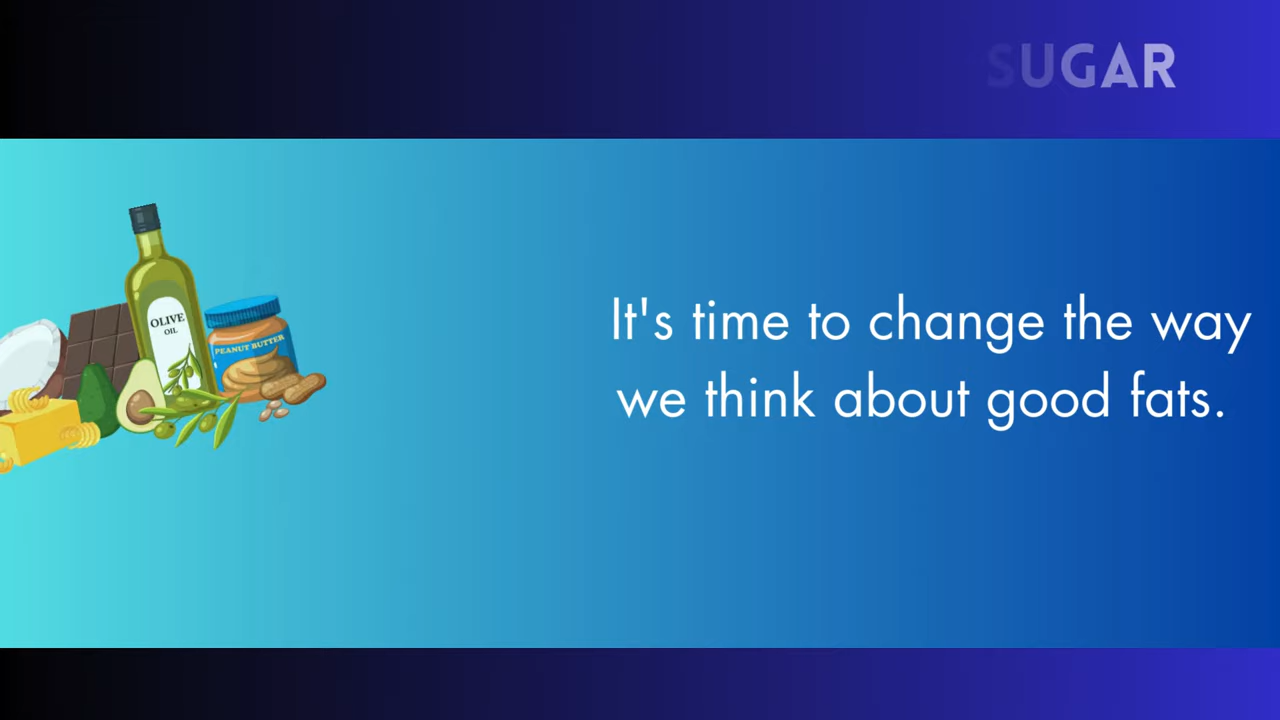 SUGAR
OLIVE
OIL
PEANUT BUTTER
It's time to change the way
we think about good fats.